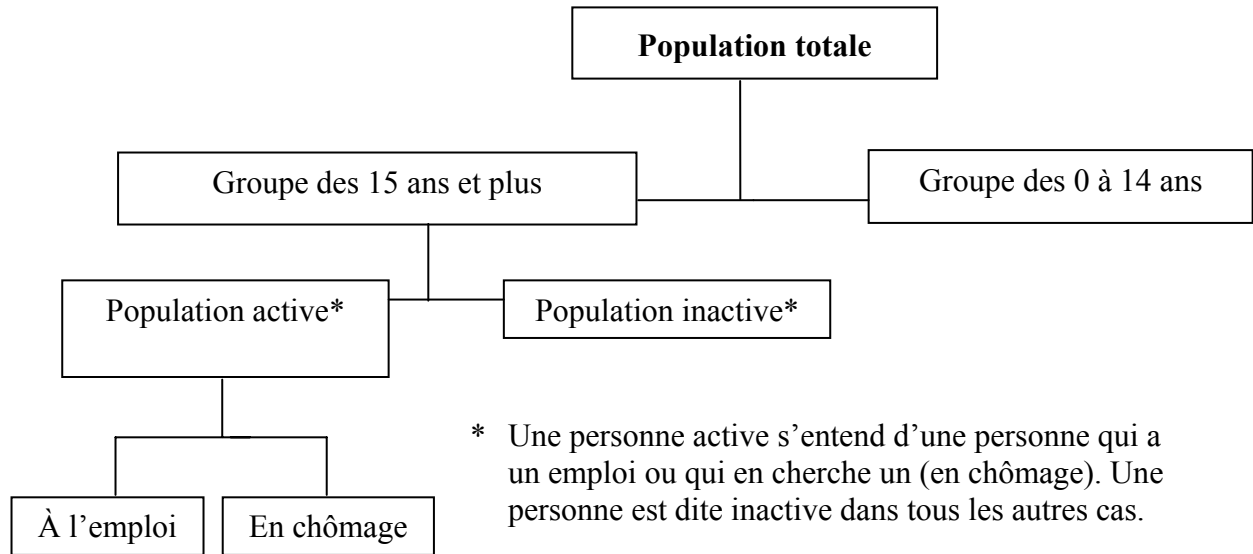 Population totale
Groupe des 15 ans et plus
Groupe des 0 à 14 ans
Population active*
Population inactive*
À l’emploi
En chômage
* Une personne active s’entend d’une personne qui a
un emploi ou qui en cherche un (en chômage). Une
personne est dite inactive dans tous les autres cas.